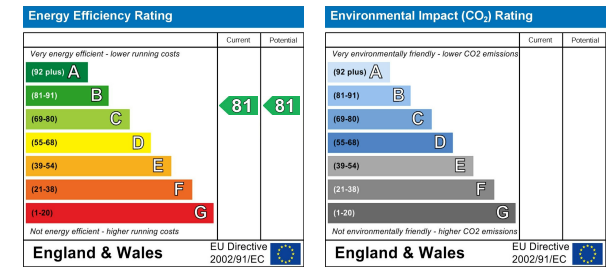 Energy Efficiency Rating
Current Potential
Very energy efficient - lower running costs
(92 plus) A
(81-91) B
81 81
(69-80) C
(55-68) D
(39-54) E
(21-38) F
(1-20) G
Not energy efficient - higher running costs
England & Wales
EU Directive
2002/91/EC
Environmental Impact (CO₂) Rating
Current Potential
Very environmentally friendly - lower CO2 emissions
(92 plus) A
(81-91) B
(69-80) C
(55-68) D
(39-54) E
(21-38) F
(1-20) G
Not environmentally friendly - higher CO2 emissions
England & Wales
EU Directive
2002/91/EC